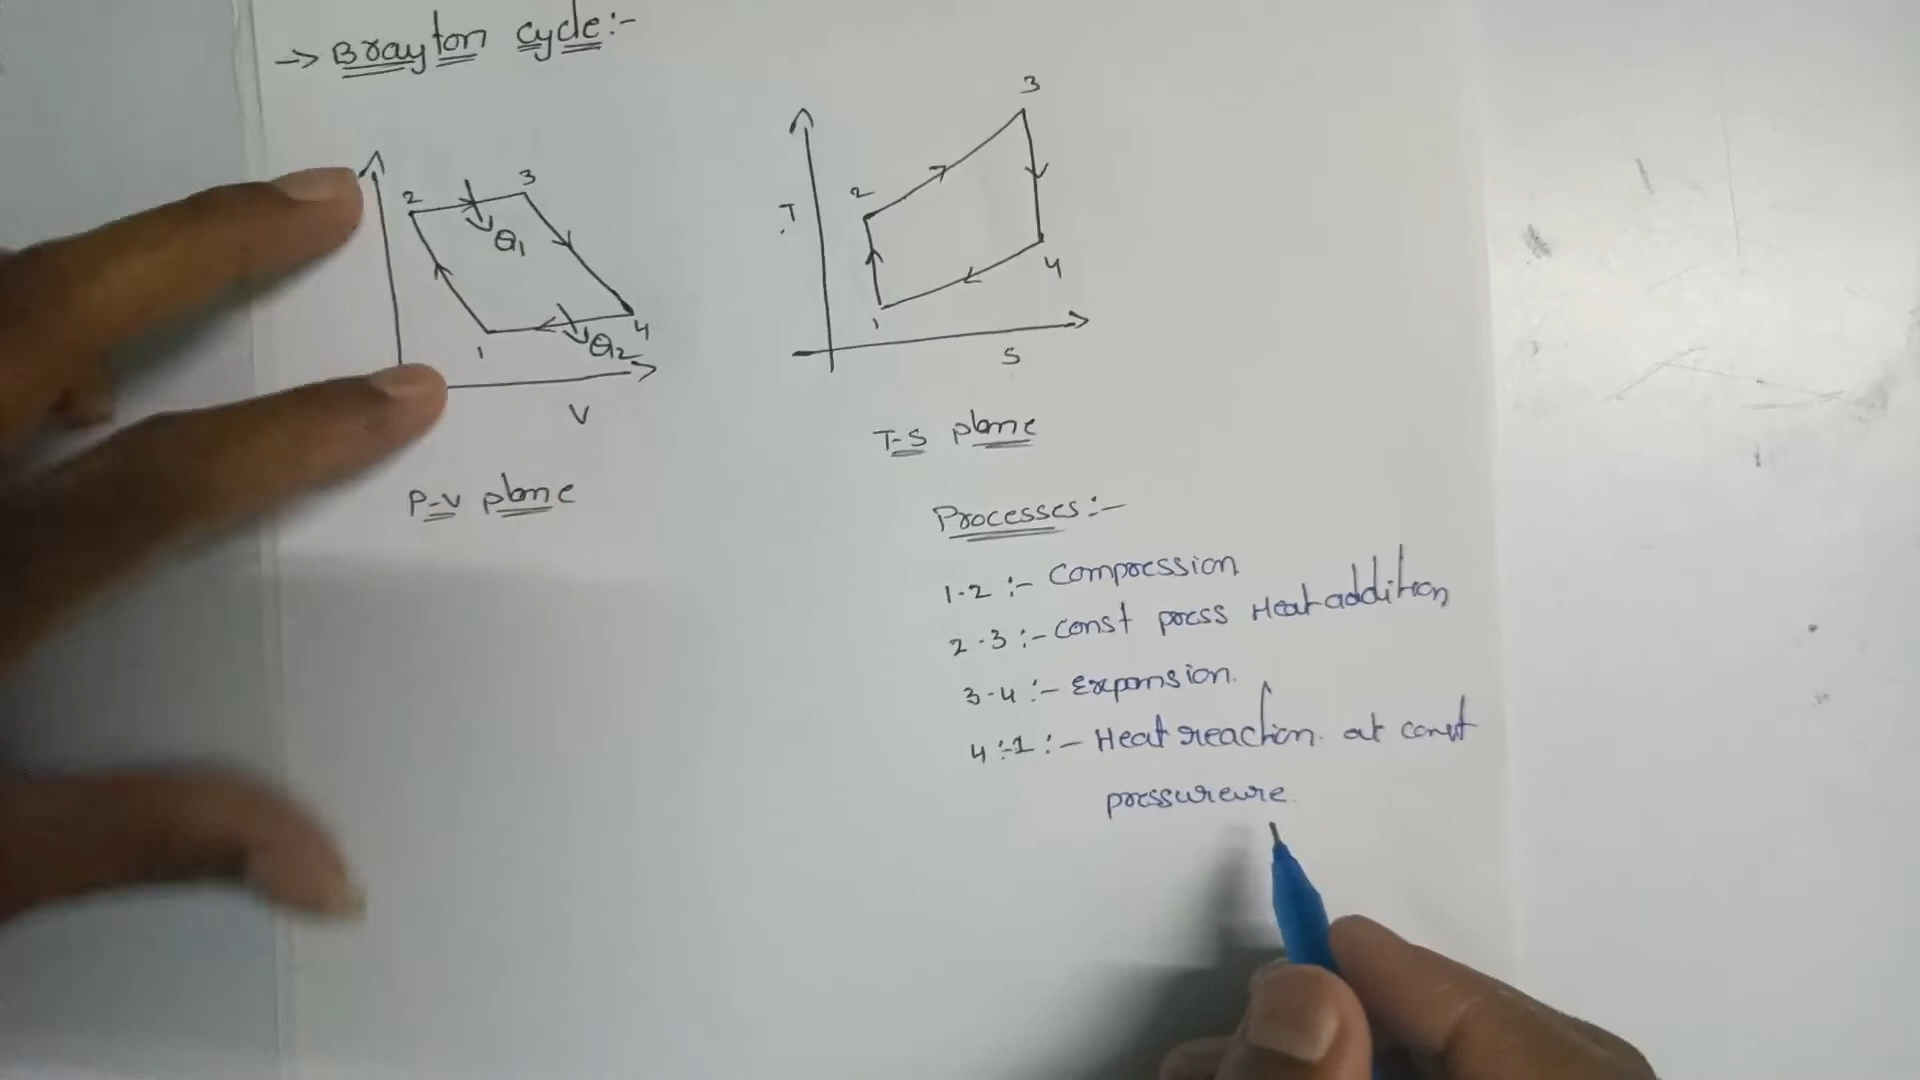 → Brayton cycle:-
3
2
3
Q1
1
4
Q2
V
P-V plane
T
2
4
1
S
T-S plane
Processes:-
1-2 :- Compression
2-3 :- const press Heat addition
3-4 :- Expansion.
4:-1 :- Heat reaction. at const
pressureure.